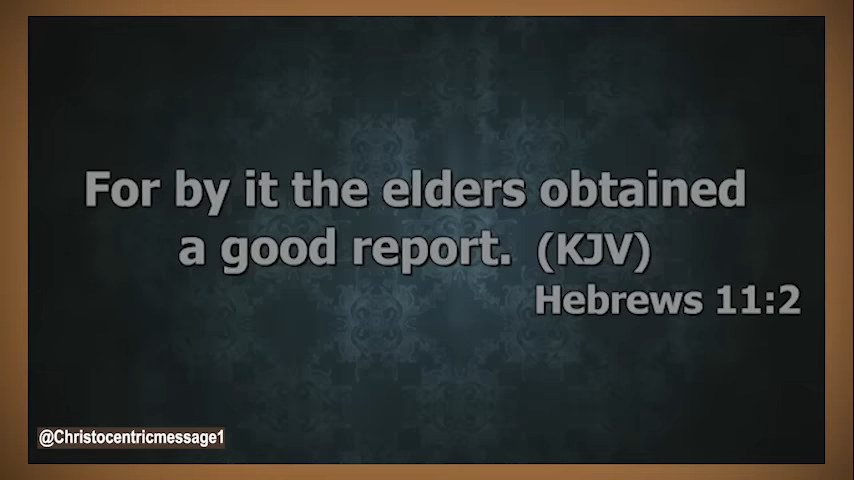 For by it the elders obtained
a good report. (KJV)
Hebrews 11:2
@Christocentricmessage1